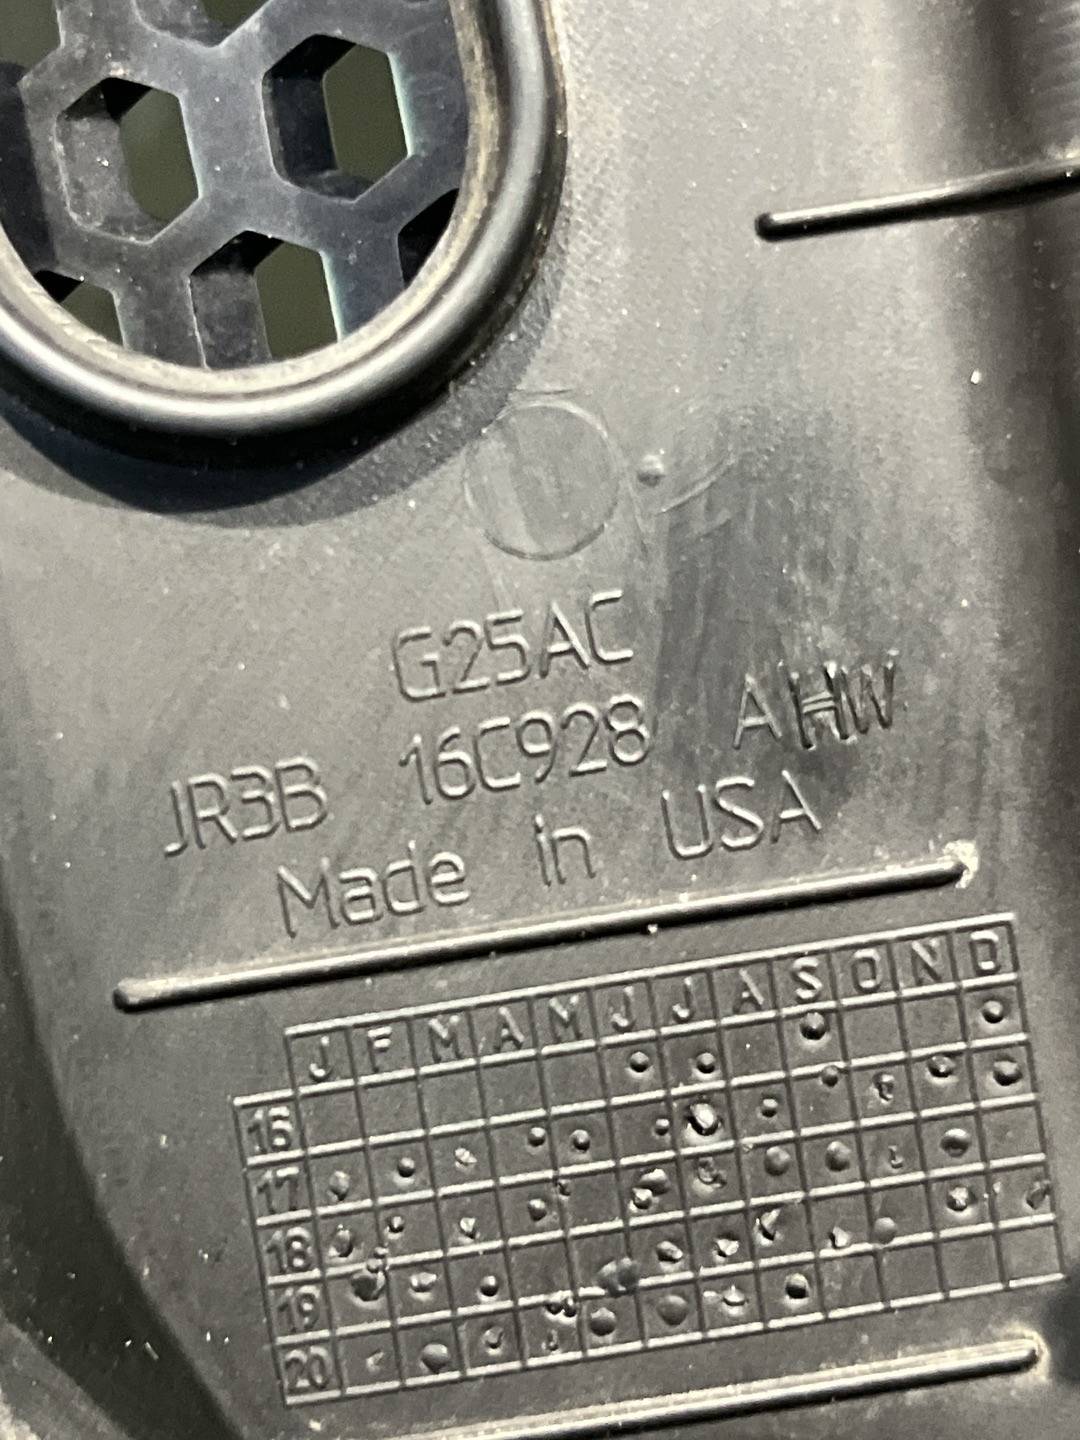 G25AC
JR3B 16C928 AHW
Made in USA
J F M A M J J A S O N D
16
17
18
19
20